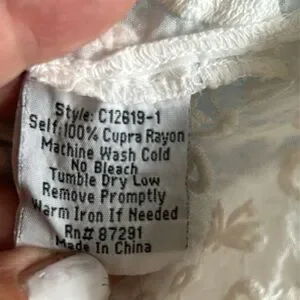 Style: C12619-1
Self:100% Cupra Rayon
Machine Wash Cold
No Bleach
Tumble Dry Low
Remove Promptly
Warm Iron If Needed
Rn# 87291
Made In China